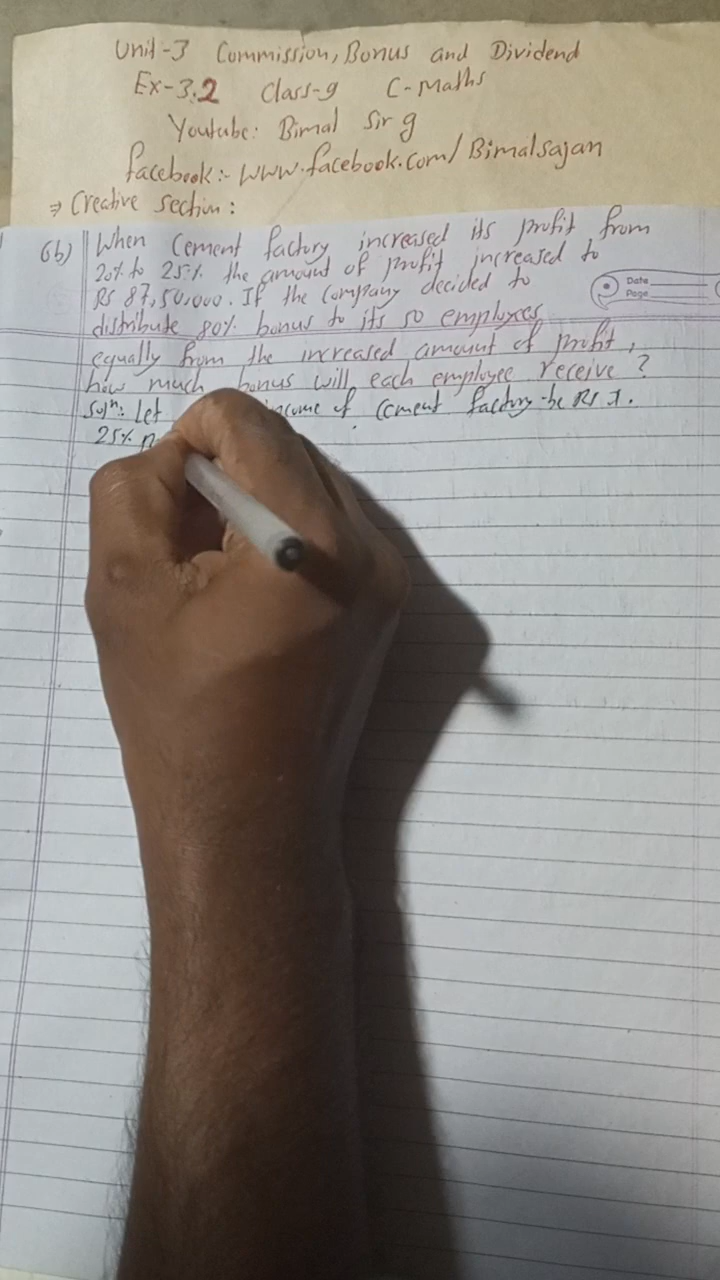 Unit-3 Commission, Bonus and Dividend
Ex-3.2 Class-9 C-Maths
Youtube: Bimal Sir g
Facebook:- www.facebook.com/Bimalsajan
⇒ Creative section:
6b) When Cement factory increased its profit from
20% to 25% the amount of profit increased to
Rs 87,50,000. If the Company decided to
Date
Page
distribute 80% bonus to its 50 employees
equally from the increased amount of profit,
how much bonus will each employee receive?
Solⁿ: Let income of Cement factory be Rs x.
25%